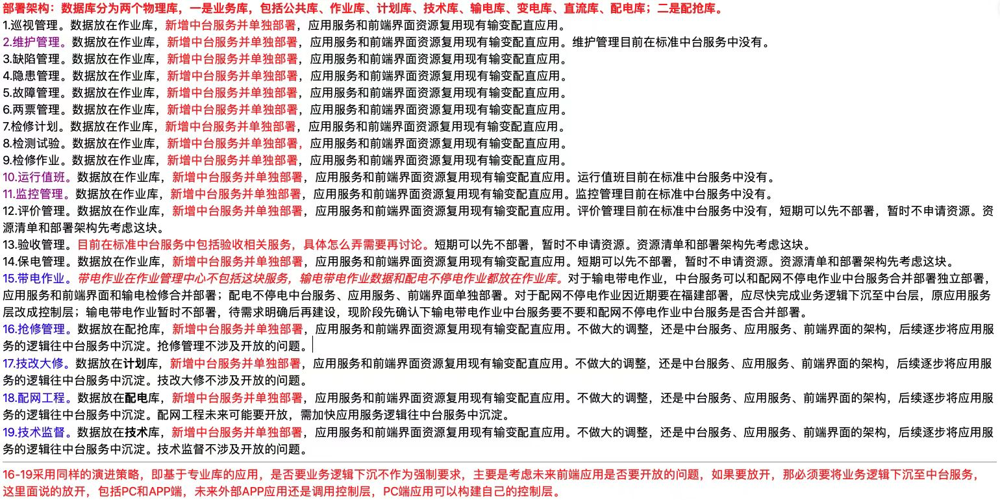 部署架构：数据库分为两个物理库，一是业务库，包括公共库、作业库、计划库、技术库、输电库、变电库、直流库、配电库；二是配抢库。
1.巡视管理。数据放在作业库，新增中台服务并单独部署，应用服务和前端界面资源复用现有输变配直应用。
2.维护管理。数据放在作业库，新增中台服务并单独部署，应用服务和前端界面资源复用现有输变配直应用。维护管理目前在标准中台服务中没有。
3.缺陷管理。数据放在作业库，新增中台服务并单独部署，应用服务和前端界面资源复用现有输变配直应用。
4.隐患管理。数据放在作业库，新增中台服务并单独部署，应用服务和前端界面资源复用现有输变配直应用。
5.故障管理。数据放在作业库，新增中台服务并单独部署，应用服务和前端界面资源复用现有输变配直应用。
6.两票管理。数据放在作业库，新增中台服务并单独部署，应用服务和前端界面资源复用现有输变配直应用。
7.检修计划。数据放在作业库，新增中台服务并单独部署，应用服务和前端界面资源复用现有输变配直应用。
8.检测试验。数据放在作业库，新增中台服务并单独部署，应用服务和前端界面资源复用现有输变配直应用。
9.检修作业。数据放在作业库，新增中台服务并单独部署，应用服务和前端界面资源复用现有输变配直应用。
10.运行值班。数据放在作业库，新增中台服务并单独部署，应用服务和前端界面资源复用现有输变配直应用。运行值班目前在标准中台服务中没有。
11.监控管理。数据放在作业库，新增中台服务并单独部署，应用服务和前端界面资源复用现有输变配直应用。监控管理目前在标准中台服务中没有。
12.评价管理。数据放在作业库，新增中台服务并单独部署，应用服务和前端界面资源复用现有输变配直应用。评价管理目前在标准中台服务中没有，短期可以先不部署，暂时不申请资源。资
源清单和部署架构先考虑这块。
13.验收管理。目前在标准中台服务中包括验收相关服务，具体怎么弄需要再讨论。短期可以先不部署，暂时不申请资源。资源清单和部署架构先考虑这块。
14.保电管理。数据放在作业库，新增中台服务并单独部署，应用服务和前端界面资源复用现有输变配直应用。短期可以先不部署，暂时不申请资源。资源清单和部署架构先考虑这块。
15.带电作业。带电作业在作业管理中心不包括这块服务，输电带电作业数据和配电不停电作业都放在作业库。对于输电带电作业，中台服务可以和配网不停电作业中台服务合并部署独立部署，
应用服务和前端界面和输电检修合并部署；配电不停电中台服务、应用服务、前端界面单独部署。对于配网不停电作业因近期要在福建部署，应尽快完成业务逻辑下沉至中台层，原应用服务
层改成控制层；输电带电作业暂时不部署，待需求明确后再建设，现阶段先确认下输电带电作业中台服务要不要和配网不停电作业中台服务是否合并部署。
16.抢修管理。数据放在配抢库，新增中台服务并单独部署，应用服务和前端界面资源复用现有输变配直应用。不做大的调整，还是中台服务、应用服务、前端界面的架构，后续逐步将应用服
务的逻辑往中台服务中沉淀。抢修管理不涉及开放的问题。
17.技改大修。数据放在计划库，新增中台服务并单独部署，应用服务和前端界面资源复用现有输变配直应用。不做大的调整，还是中台服务、应用服务、前端界面的架构，后续逐步将应用服
务的逻辑往中台服务中沉淀。技改大修不涉及开放的问题。
18.配网工程。数据放在配电库，新增中台服务并单独部署，应用服务和前端界面资源复用现有输变配直应用。不做大的调整，还是中台服务、应用服务、前端界面的架构，后续逐步将应用服
务的逻辑往中台服务中沉淀。配网工程未来可能要开放，需加快应用服务逻辑往中台服务中沉淀。
19.技术监督。数据放在技术库，新增中台服务并单独部署，应用服务和前端界面资源复用现有输变配直应用。不做大的调整，还是中台服务、应用服务、前端界面的架构，后续逐步将应用服
务的逻辑往中台服务中沉淀。技术监督不涉及开放的问题。
16-19采用同样的演进策略，即基于专业库的应用，是否要业务逻辑下沉不作为强制要求，主要是考虑未来前端应用是否要开放的问题，如果要放开，那必须要将业务逻辑下沉至中台服务，
这里面说的放开，包括PC和APP端，未来外部APP应用还是调用控制层，PC端应用可以构建自己的控制层。